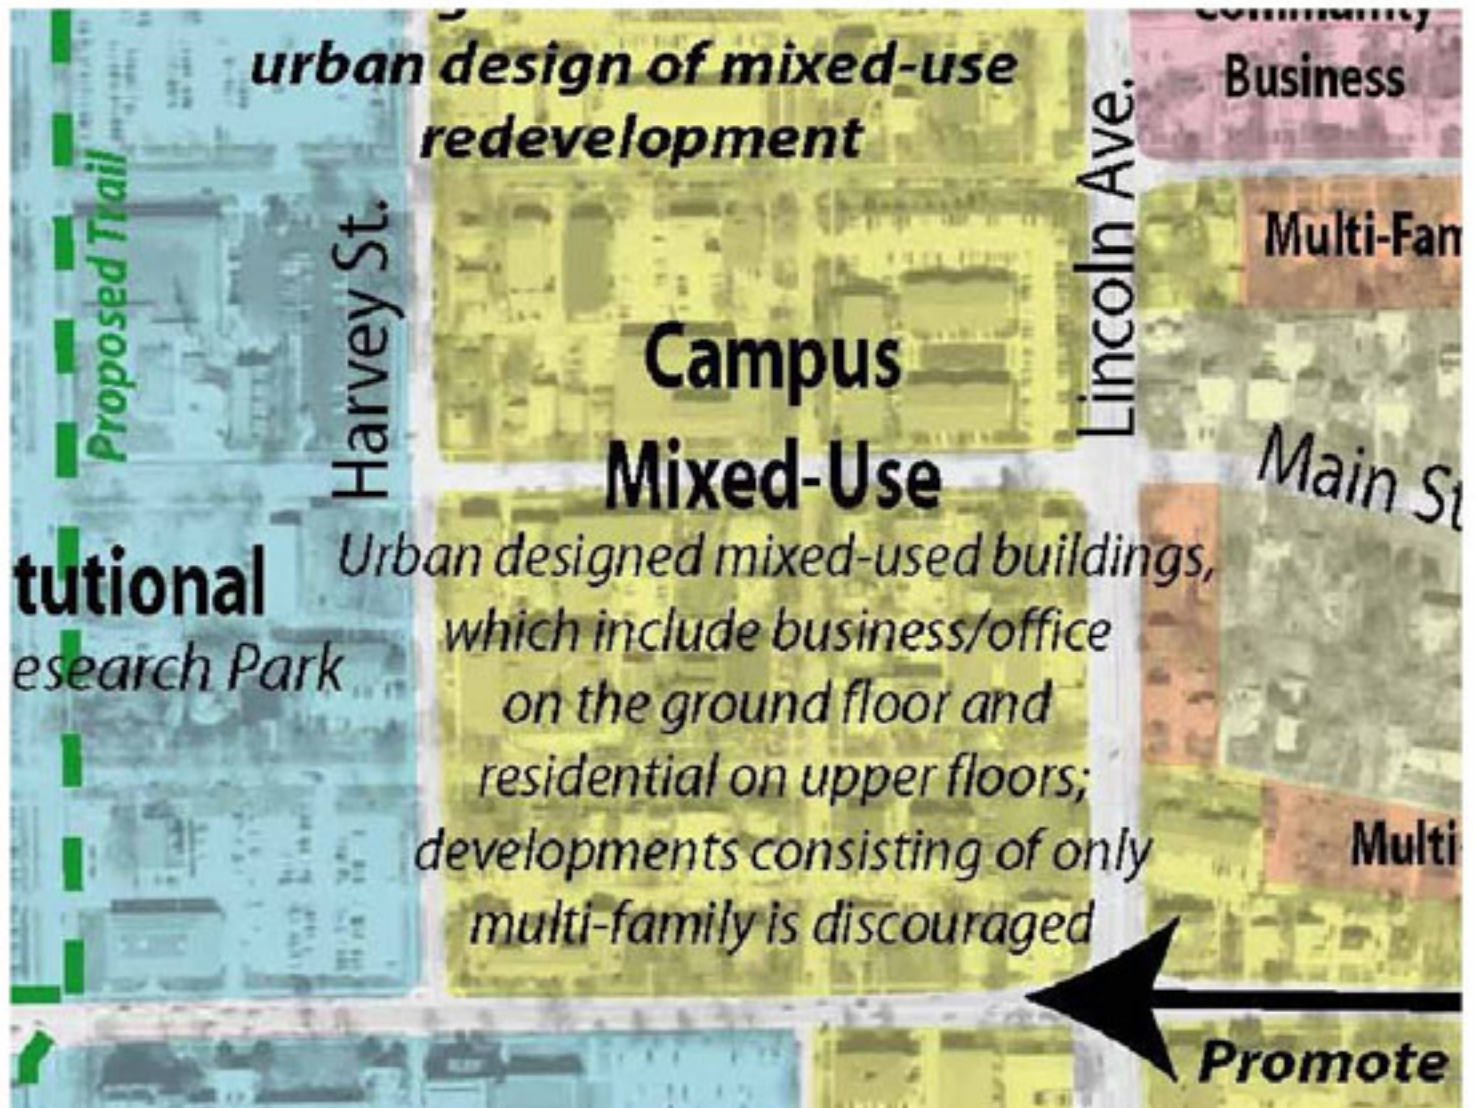 Community
Business
urban design of mixed-use
redevelopment
Lincoln Ave.
Proposed Trail
Harvey St.
Multi-Fam
Campus
Mixed-Use
Main St
tutional
esearch Park
Urban designed mixed-used buildings,
which include business/office
on the ground floor and
residential on upper floors;
developments consisting of only
multi-family is discouraged
Multi-
Promote